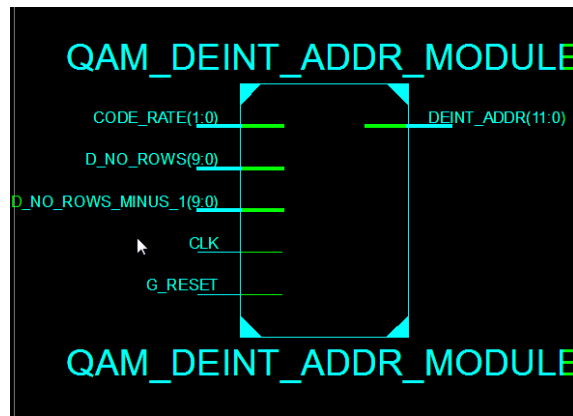 QAM_DEINT_ADDR_MODULE
CODE_RATE(1:0)
DEINT_ADDR(11:0)
D_NO_ROWS(9:0)
D_NO_ROWS_MINUS_1(9:0)
CLK
G_RESET
QAM_DEINT_ADDR_MODULE